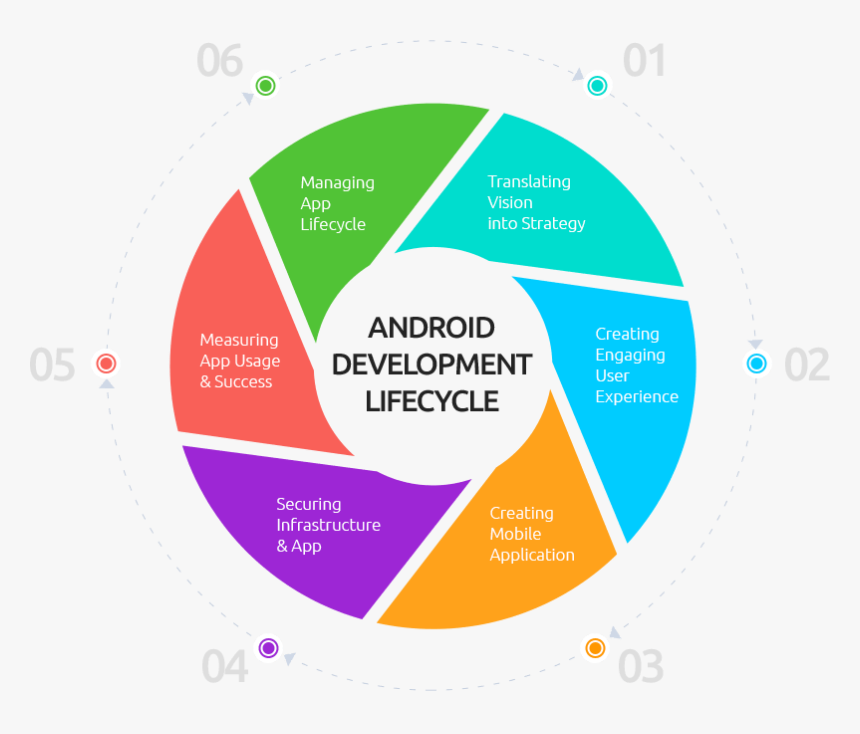 06
01
Managing
App
Lifecycle
Translating
Vision
into Strategy
ANDROID
DEVELOPMENT
LIFECYCLE
Creating
Engaging
User
Experience
02
Measuring
App Usage
& Success
05
Securing
Infrastructure
& App
Creating
Mobile
Application
04
03